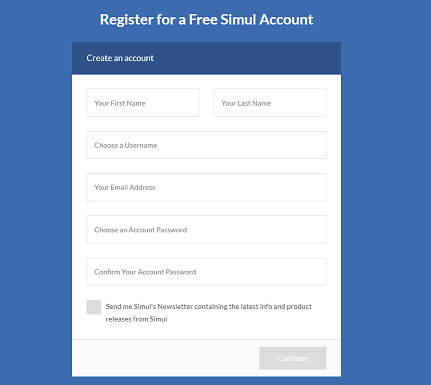 Register for a Free Simul Account
Create an account
Your First Name
Your Last Name
Choose a Username
Your Email Address
Choose an Account Password
Confirm Your Account Password
Send me Simul's Newsletter containing the latest info and product
releases from Simul
Continue